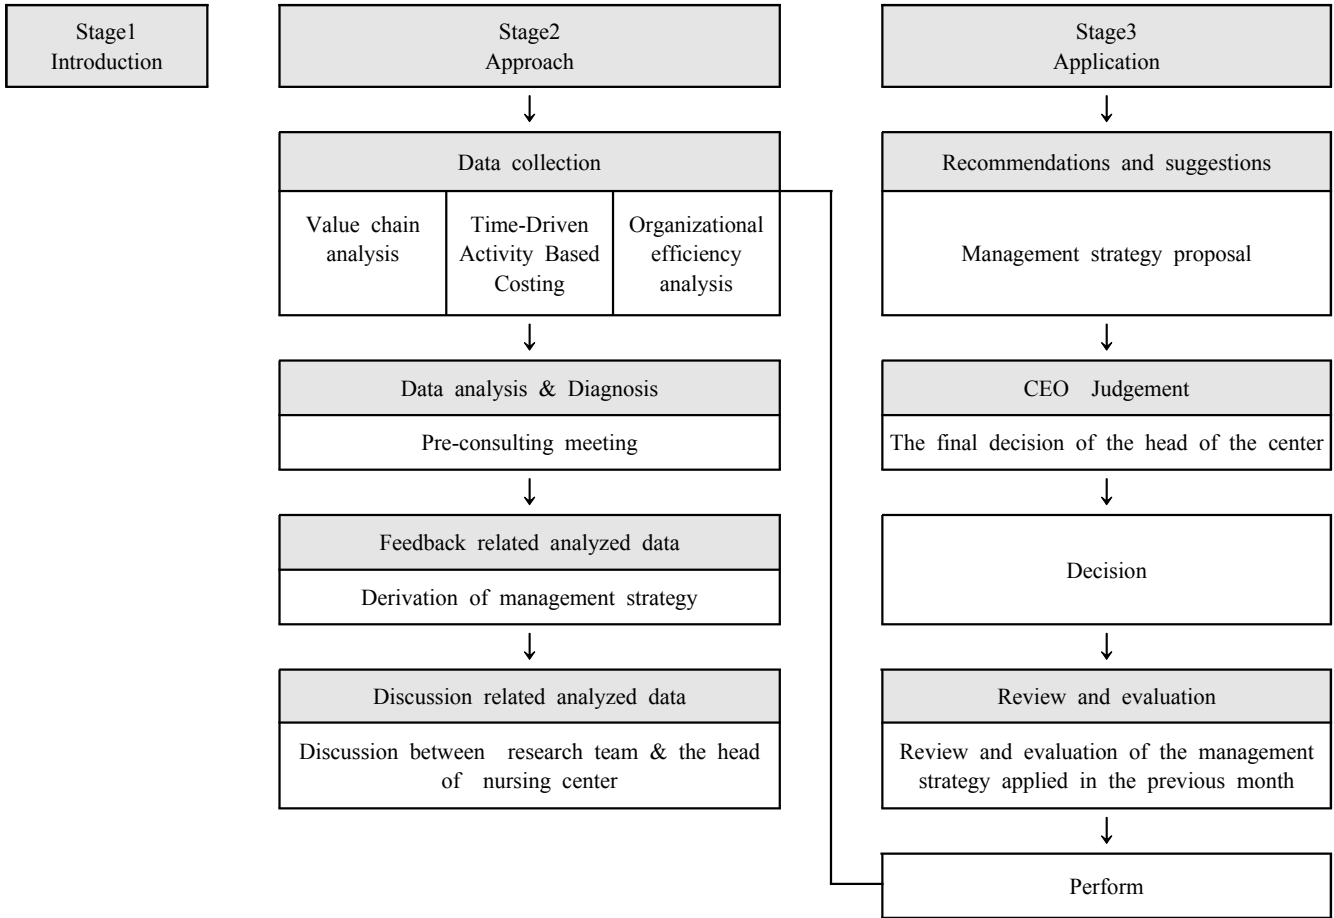 Stage1
Introduction
Stage2
Approach
Data collection
Value chain
analysis
Time-Driven
Activity Based
Costing
Organizational
efficiency
analysis
Data analysis & Diagnosis
Pre-consulting meeting
Feedback related analyzed data
Derivation of management strategy
Discussion related analyzed data
Discussion between research team & the head
of nursing center
Stage3
Application
Recommendations and suggestions
Management strategy proposal
CEO Judgement
The final decision of the head of the center
Decision
Review and evaluation
Review and evaluation of the management
strategy applied in the previous month
Perform